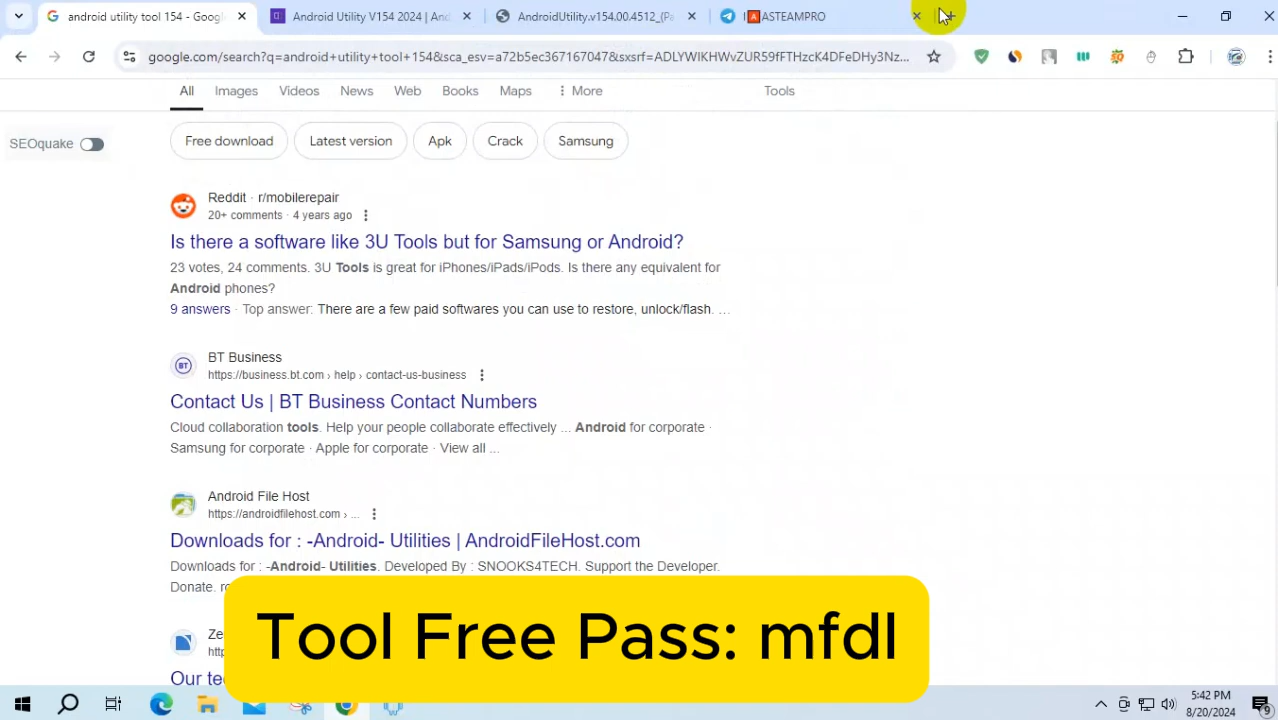 android utility tool 154 - Google
Android Utility V154 2024 | And
AndroidUtility.v154.00.4512_(P
ASTEAMPRO
google.com/search?q=android+utility+tool+154&sca_esv=a72b5ec367167047&sxsrf=ADLYWIKHWvZUR59fFTHzcK4DFeDHy3Nz...
All Images Videos News Web Books Maps More Tools
SEOquake
Free download Latest version Apk Crack Samsung
Reddit · r/mobilerepair
20+ comments · 4 years ago
Is there a software like 3U Tools but for Samsung or Android?
23 votes, 24 comments. 3U Tools is great for iPhones/iPads/iPods. Is there any equivalent for
Android phones?
9 answers · Top answer: There are a few paid softwares you can use to restore, unlock/flash. ...
BT Business
BT
https://business.bt.com › help › contact-us-business
Contact Us | BT Business Contact Numbers
Cloud collaboration tools. Help your people collaborate effectively ... Android for corporate ·
Samsung for corporate · Apple for corporate · View all ...
Android File Host
https://androidfilehost.com › ...
Downloads for : -Android- Utilities | AndroidFileHost.com
Downloads for : -Android- Utilities. Developed By : SNOOKS4TECH. Support the Developer.
Donate.
Tool Free Pass: mfdl
5:42 PM
8/20/2024
9